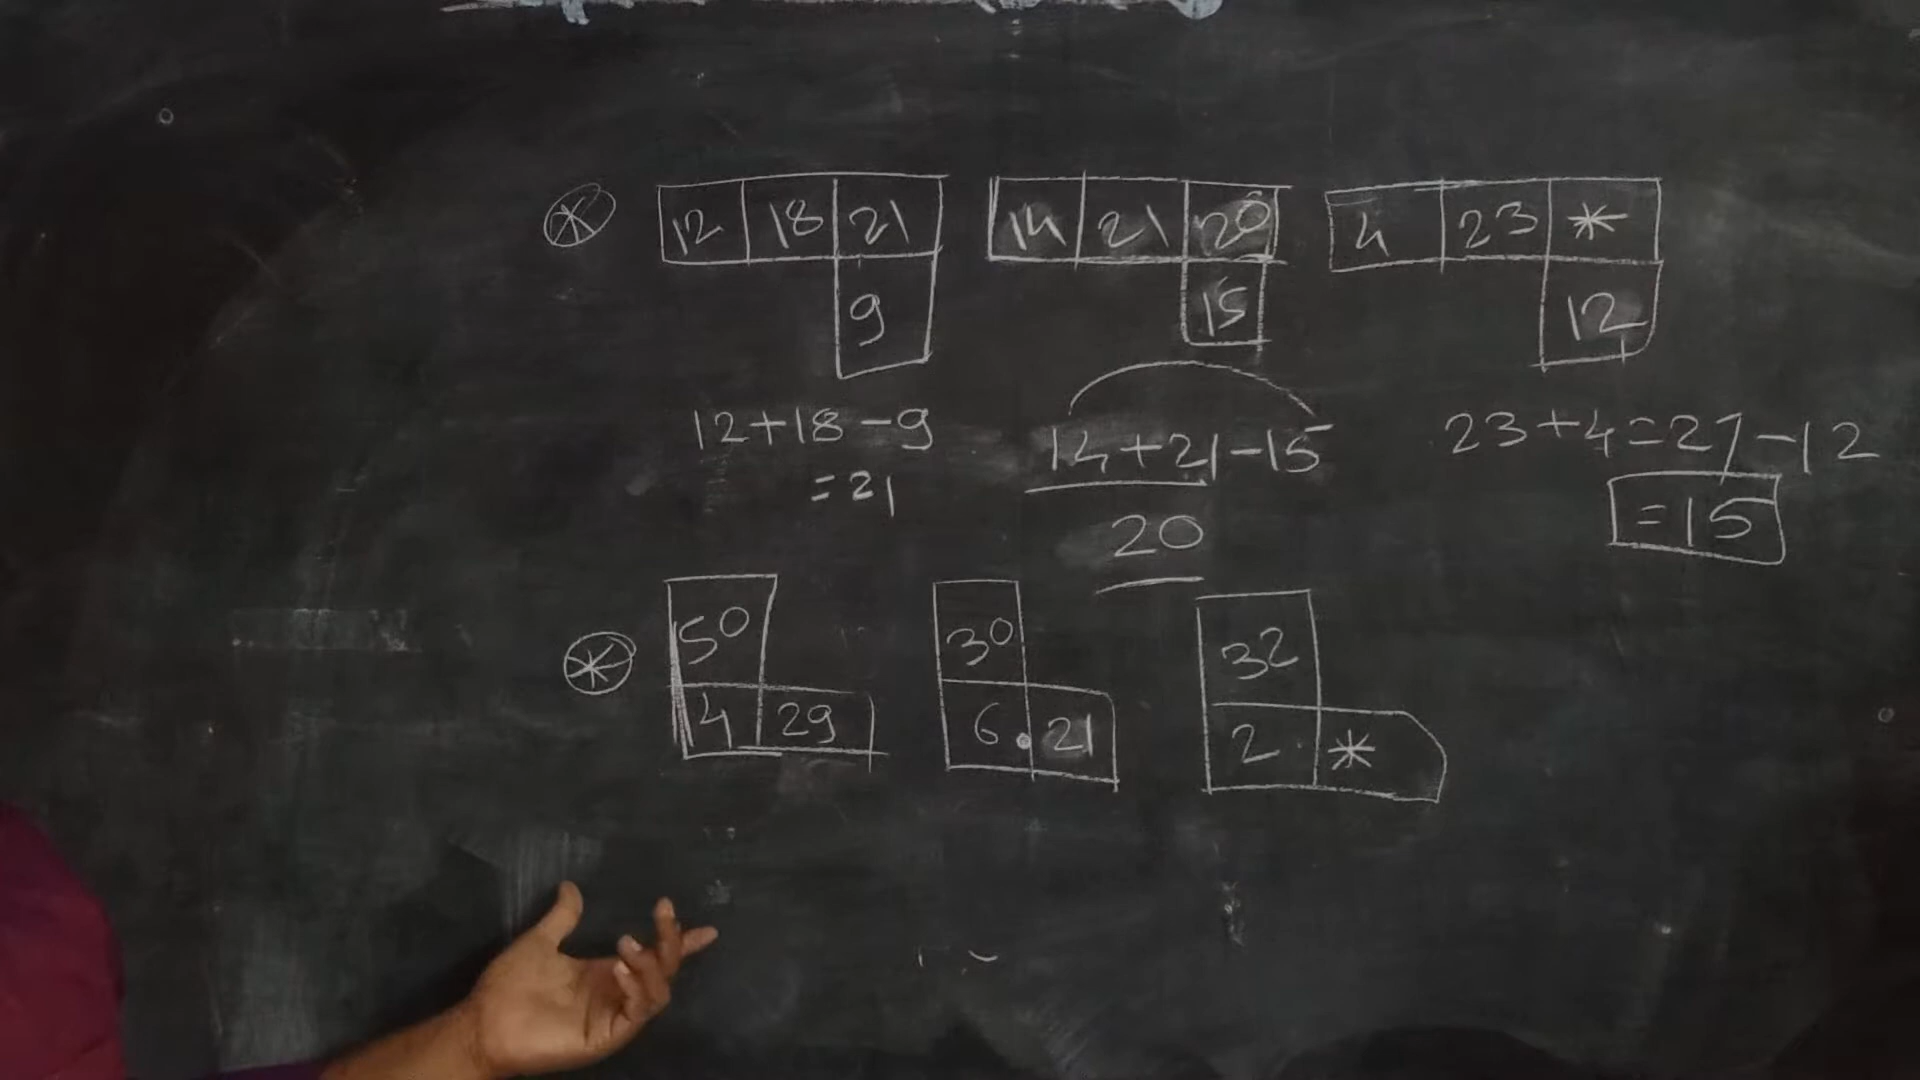 * 12 18 21 14 21 20 4 23 *
9 15 12
12+18-9 14+21-15 23+4=27-12
=21 20 =15
* 50 30 32
4 29 6 21 2 *